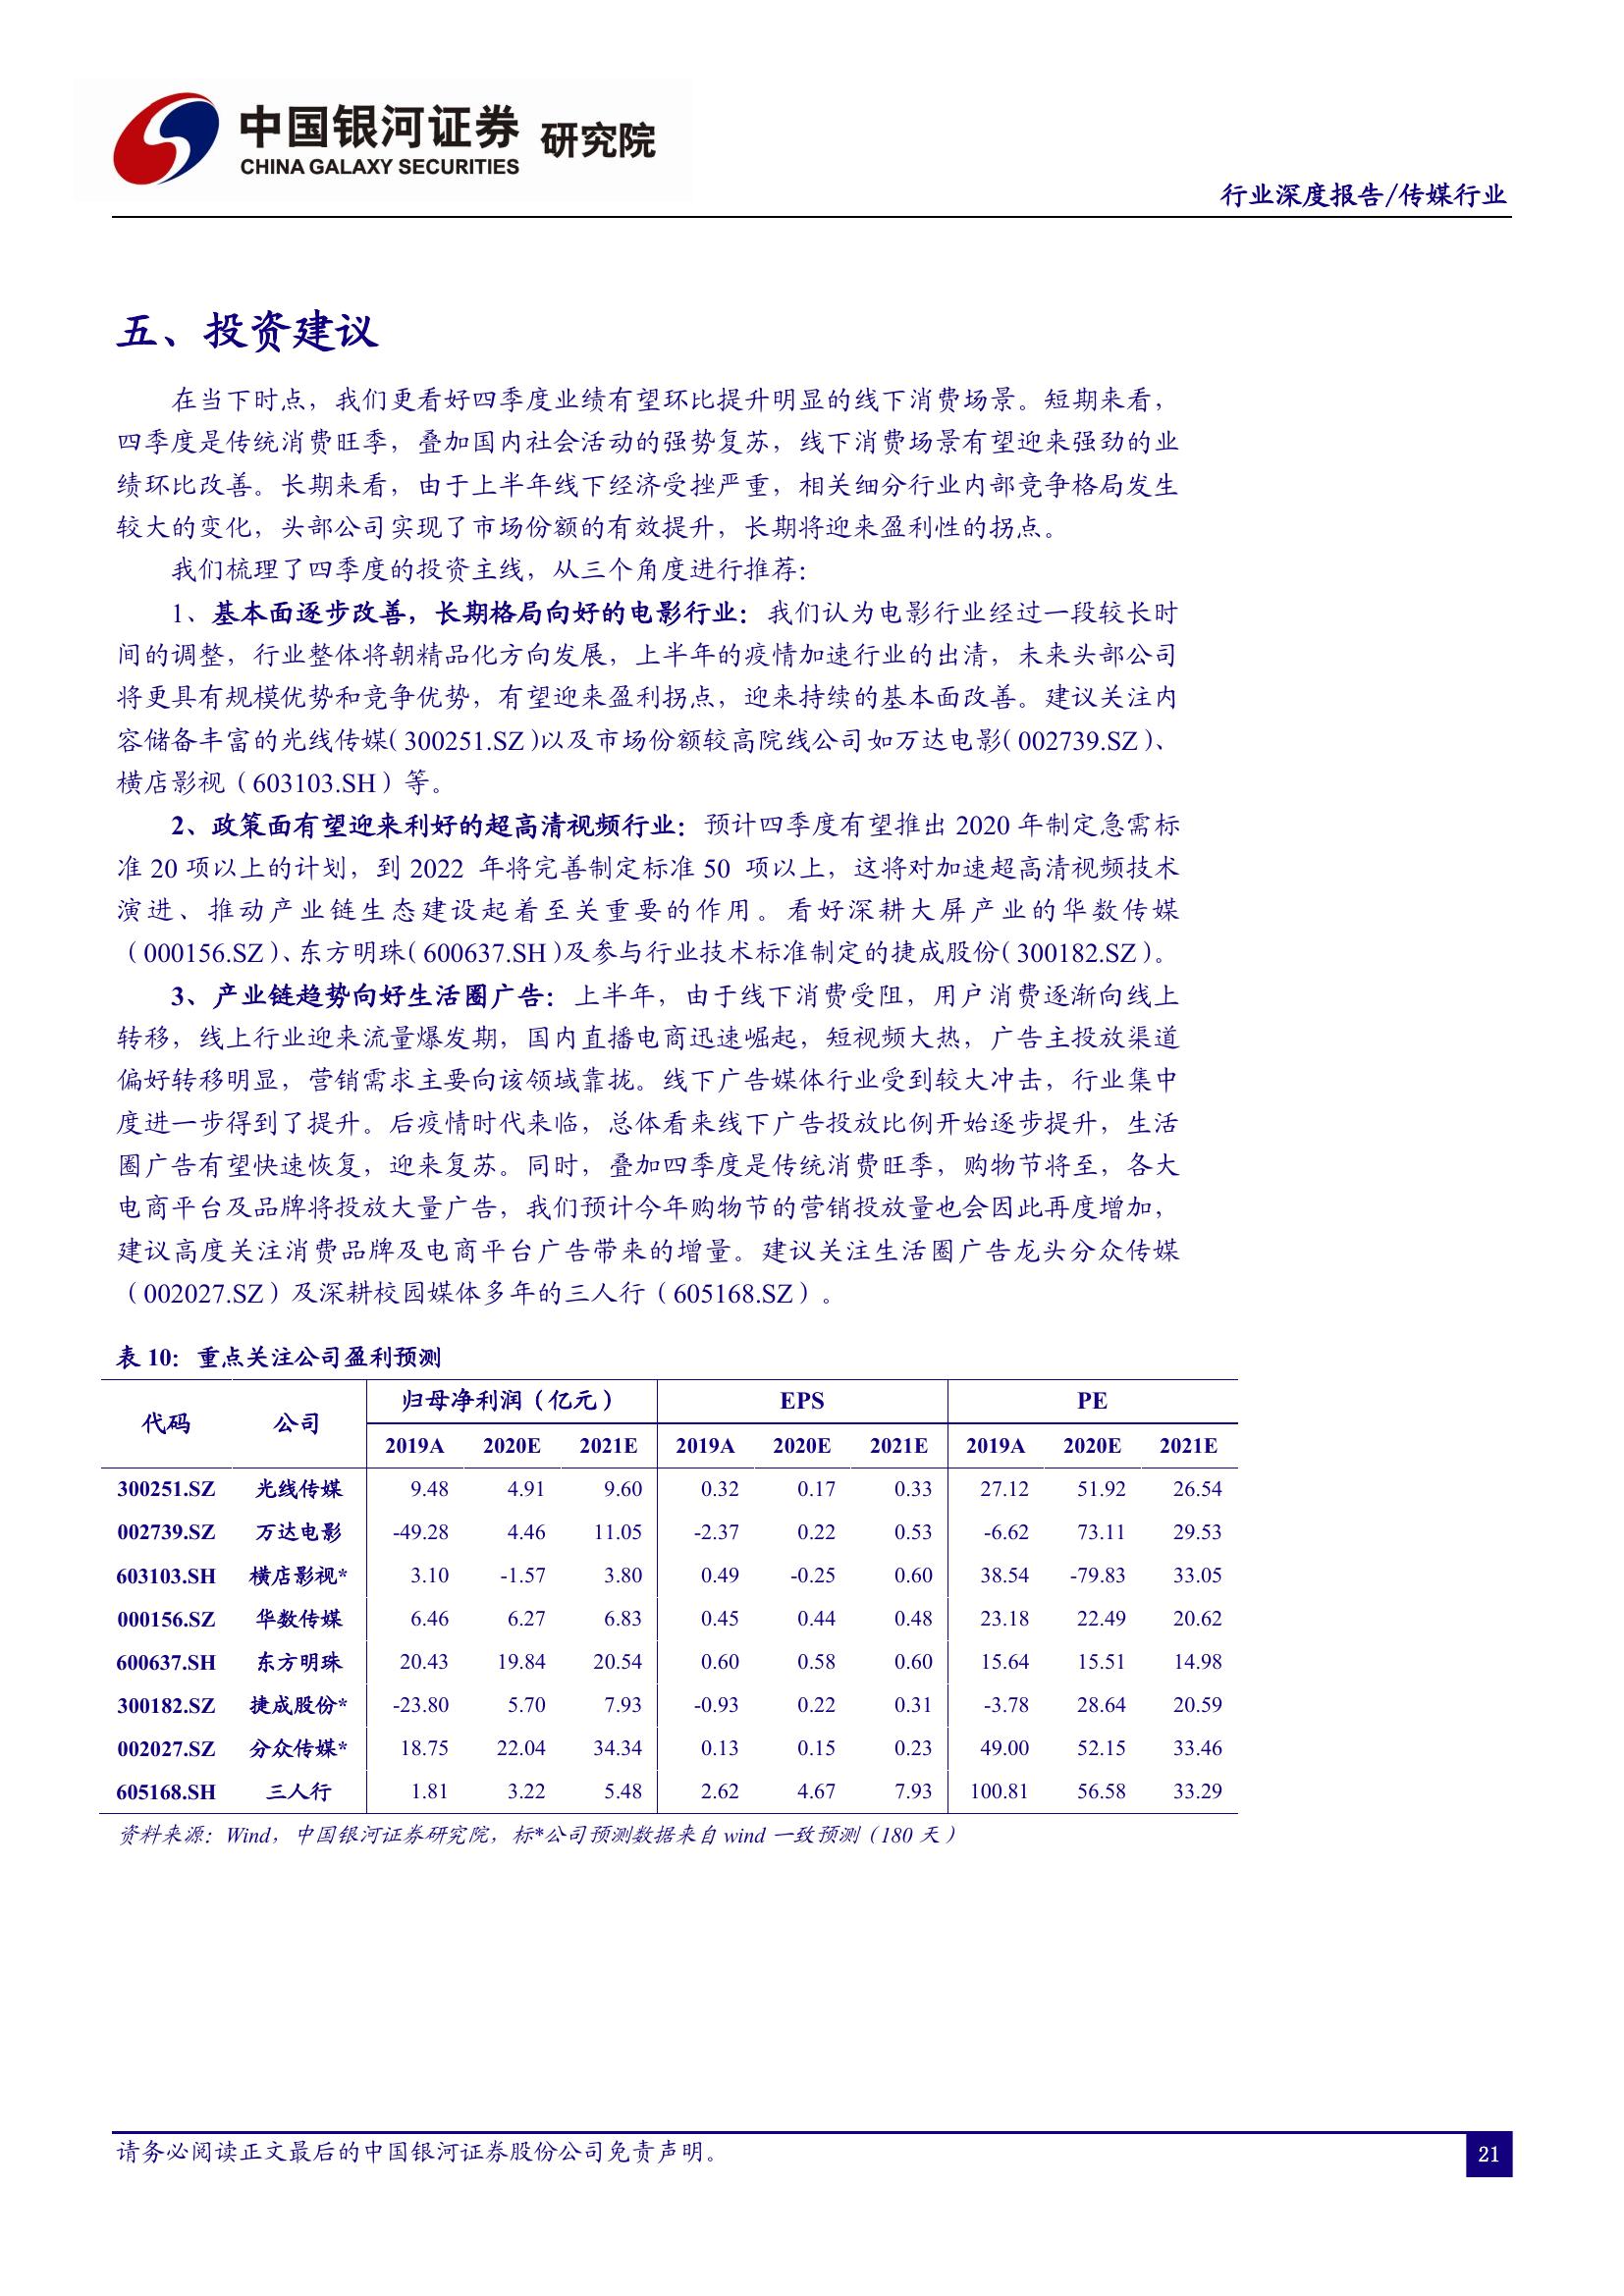 中国银河证券 研究院
CHINA GALAXY SECURITIES
行业深度报告/传媒行业
五、投资建议
在当下时点，我们更看好四季度业绩有望环比提升明显的线下消费场景。短期来看，
四季度是传统消费旺季，叠加国内社会活动的强势复苏，线下消费场景有望迎来强劲的业
绩环比改善。长期来看，由于上半年线下经济受挫严重，相关细分行业内部竞争格局发生
较大的变化，头部公司实现了市场份额的有效提升，长期将迎来盈利性的拐点。
我们梳理了四季度的投资主线，从三个角度进行推荐：
1、基本面逐步改善，长期格局向好的电影行业：我们认为电影行业经过一段较长时
间的调整，行业整体将朝精品化方向发展，上半年的疫情加速行业的出清，未来头部公司
将更具有规模优势和竞争优势，有望迎来盈利拐点，迎来持续的基本面改善。建议关注内
容储备丰富的光线传媒（300251.SZ）以及市场份额较高院线公司如万达电影（002739.SZ）、
横店影视（603103.SH）等。
2、政策面有望迎来利好的超高清视频行业：预计四季度有望推出 2020 年制定急需标
准 20 项以上的计划，到 2022 年将完善制定标准 50 项以上，这将对加速超高清视频技术
演进、推动产业链生态建设起着至关重要的作用。看好深耕大屏产业的华数传媒
（000156.SZ）、东方明珠（600637.SH）及参与行业技术标准制定的捷成股份（300182.SZ）。
3、产业链趋势向好生活圈广告：上半年，由于线下消费受阻，用户消费逐渐向线上
转移，线上行业迎来流量爆发期，国内直播电商迅速崛起，短视频大热，广告主投放渠道
偏好转移明显，营销需求主要向该领域靠拢。线下广告媒体行业受到较大冲击，行业集中
度进一步得到了提升。后疫情时代来临，总体看来线下广告投放比例开始逐步提升，生活
圈广告有望快速恢复，迎来复苏。同时，叠加四季度是传统消费旺季，购物节将至，各大
电商平台及品牌将投放大量广告，我们预计今年购物节的营销投放量也会因此再度增加，
建议高度关注消费品牌及电商平台广告带来的增量。建议关注生活圈广告龙头分众传媒
（002027.SZ）及深耕校园媒体多年的三人行（605168.SZ）。
表 10：重点关注公司盈利预测
代码 公司 归母净利润（亿元） EPS PE
2019A 2020E 2021E 2019A 2020E 2021E 2019A 2020E 2021E
300251.SZ 光线传媒 9.48 4.91 9.60 0.32 0.17 0.33 27.12 51.92 26.54
002739.SZ 万达电影 -49.28 4.46 11.05 -2.37 0.22 0.53 -6.62 73.11 29.53
603103.SH 横店影视* 3.10 -1.57 3.80 0.49 -0.25 0.60 38.54 -79.83 33.05
000156.SZ 华数传媒 6.46 6.27 6.83 0.45 0.44 0.48 23.18 22.49 20.62
600637.SH 东方明珠 20.43 19.84 20.54 0.60 0.58 0.60 15.64 15.51 14.98
300182.SZ 捷成股份* -23.80 5.70 7.93 -0.93 0.22 0.31 -3.78 28.64 20.59
002027.SZ 分众传媒* 18.75 22.04 34.34 0.13 0.15 0.23 49.00 52.15 33.46
605168.SH 三人行 1.81 3.22 5.48 2.62 4.67 7.93 100.81 56.58 33.29
资料来源：Wind，中国银河证券研究院，标*公司预测数据来自 wind 一致预测（180 天）
请务必阅读正文最后的中国银河证券股份公司免责声明。
21